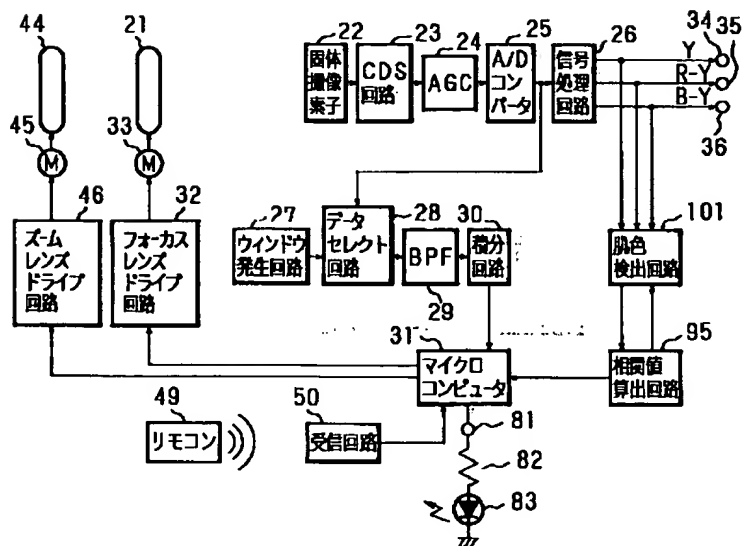 44
21
22
固体
撮像
素子
23
CDS
回路
24
AGC
25
A/D
コン
バータ
26
信号
処理
回路
Y
R-Y
B-Y
34
35
36
45
M
33
M
46
ズーム
レンズ
ドライブ
回路
32
フォーカス
レンズ
ドライブ
回路
27
ウィンドウ
発生回路
28
データ
セレクト
回路
BPF
29
30
積分
回路
101
肌色
検出回路
31
マイクロ
コンピュータ
95
相関値
算出回路
49
リモコン
50
受信回路
81
82
83